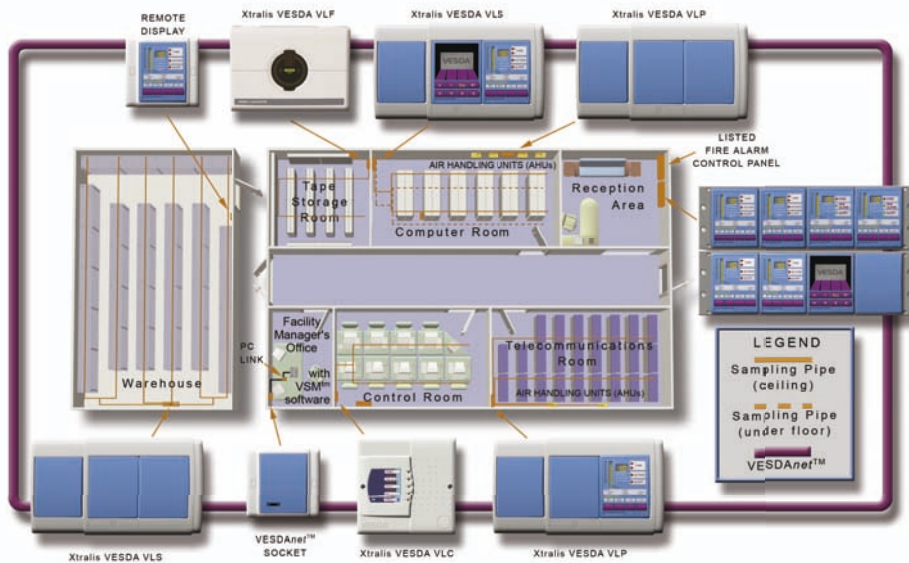 REMOTE
DISPLAY
Xtralis VESDA VLF
Xtralis VESDA VLS
Xtralis VESDA VLP
VESDA
LISTED
FIRE ALARM
CONTROL PANEL
AIR HANDLING UNITS (AHUs)
Tape
Storage
Room
Computer Room
Reception
Area
VESDA
Facility
Manager's
Office
with
VSM™
software
PC
LINK
Warehouse
Control Room
Telecommunications
Room
AIR HANDLING UNITS (AHUs)
LEGEND
Sampling Pipe
(ceiling)
Sampling Pipe
(under floor)
VESDAnet™
Xtralis VESDA VLS
VESDAnet™
SOCKET
Xtralis VESDA VLC
Xtralis VESDA VLP